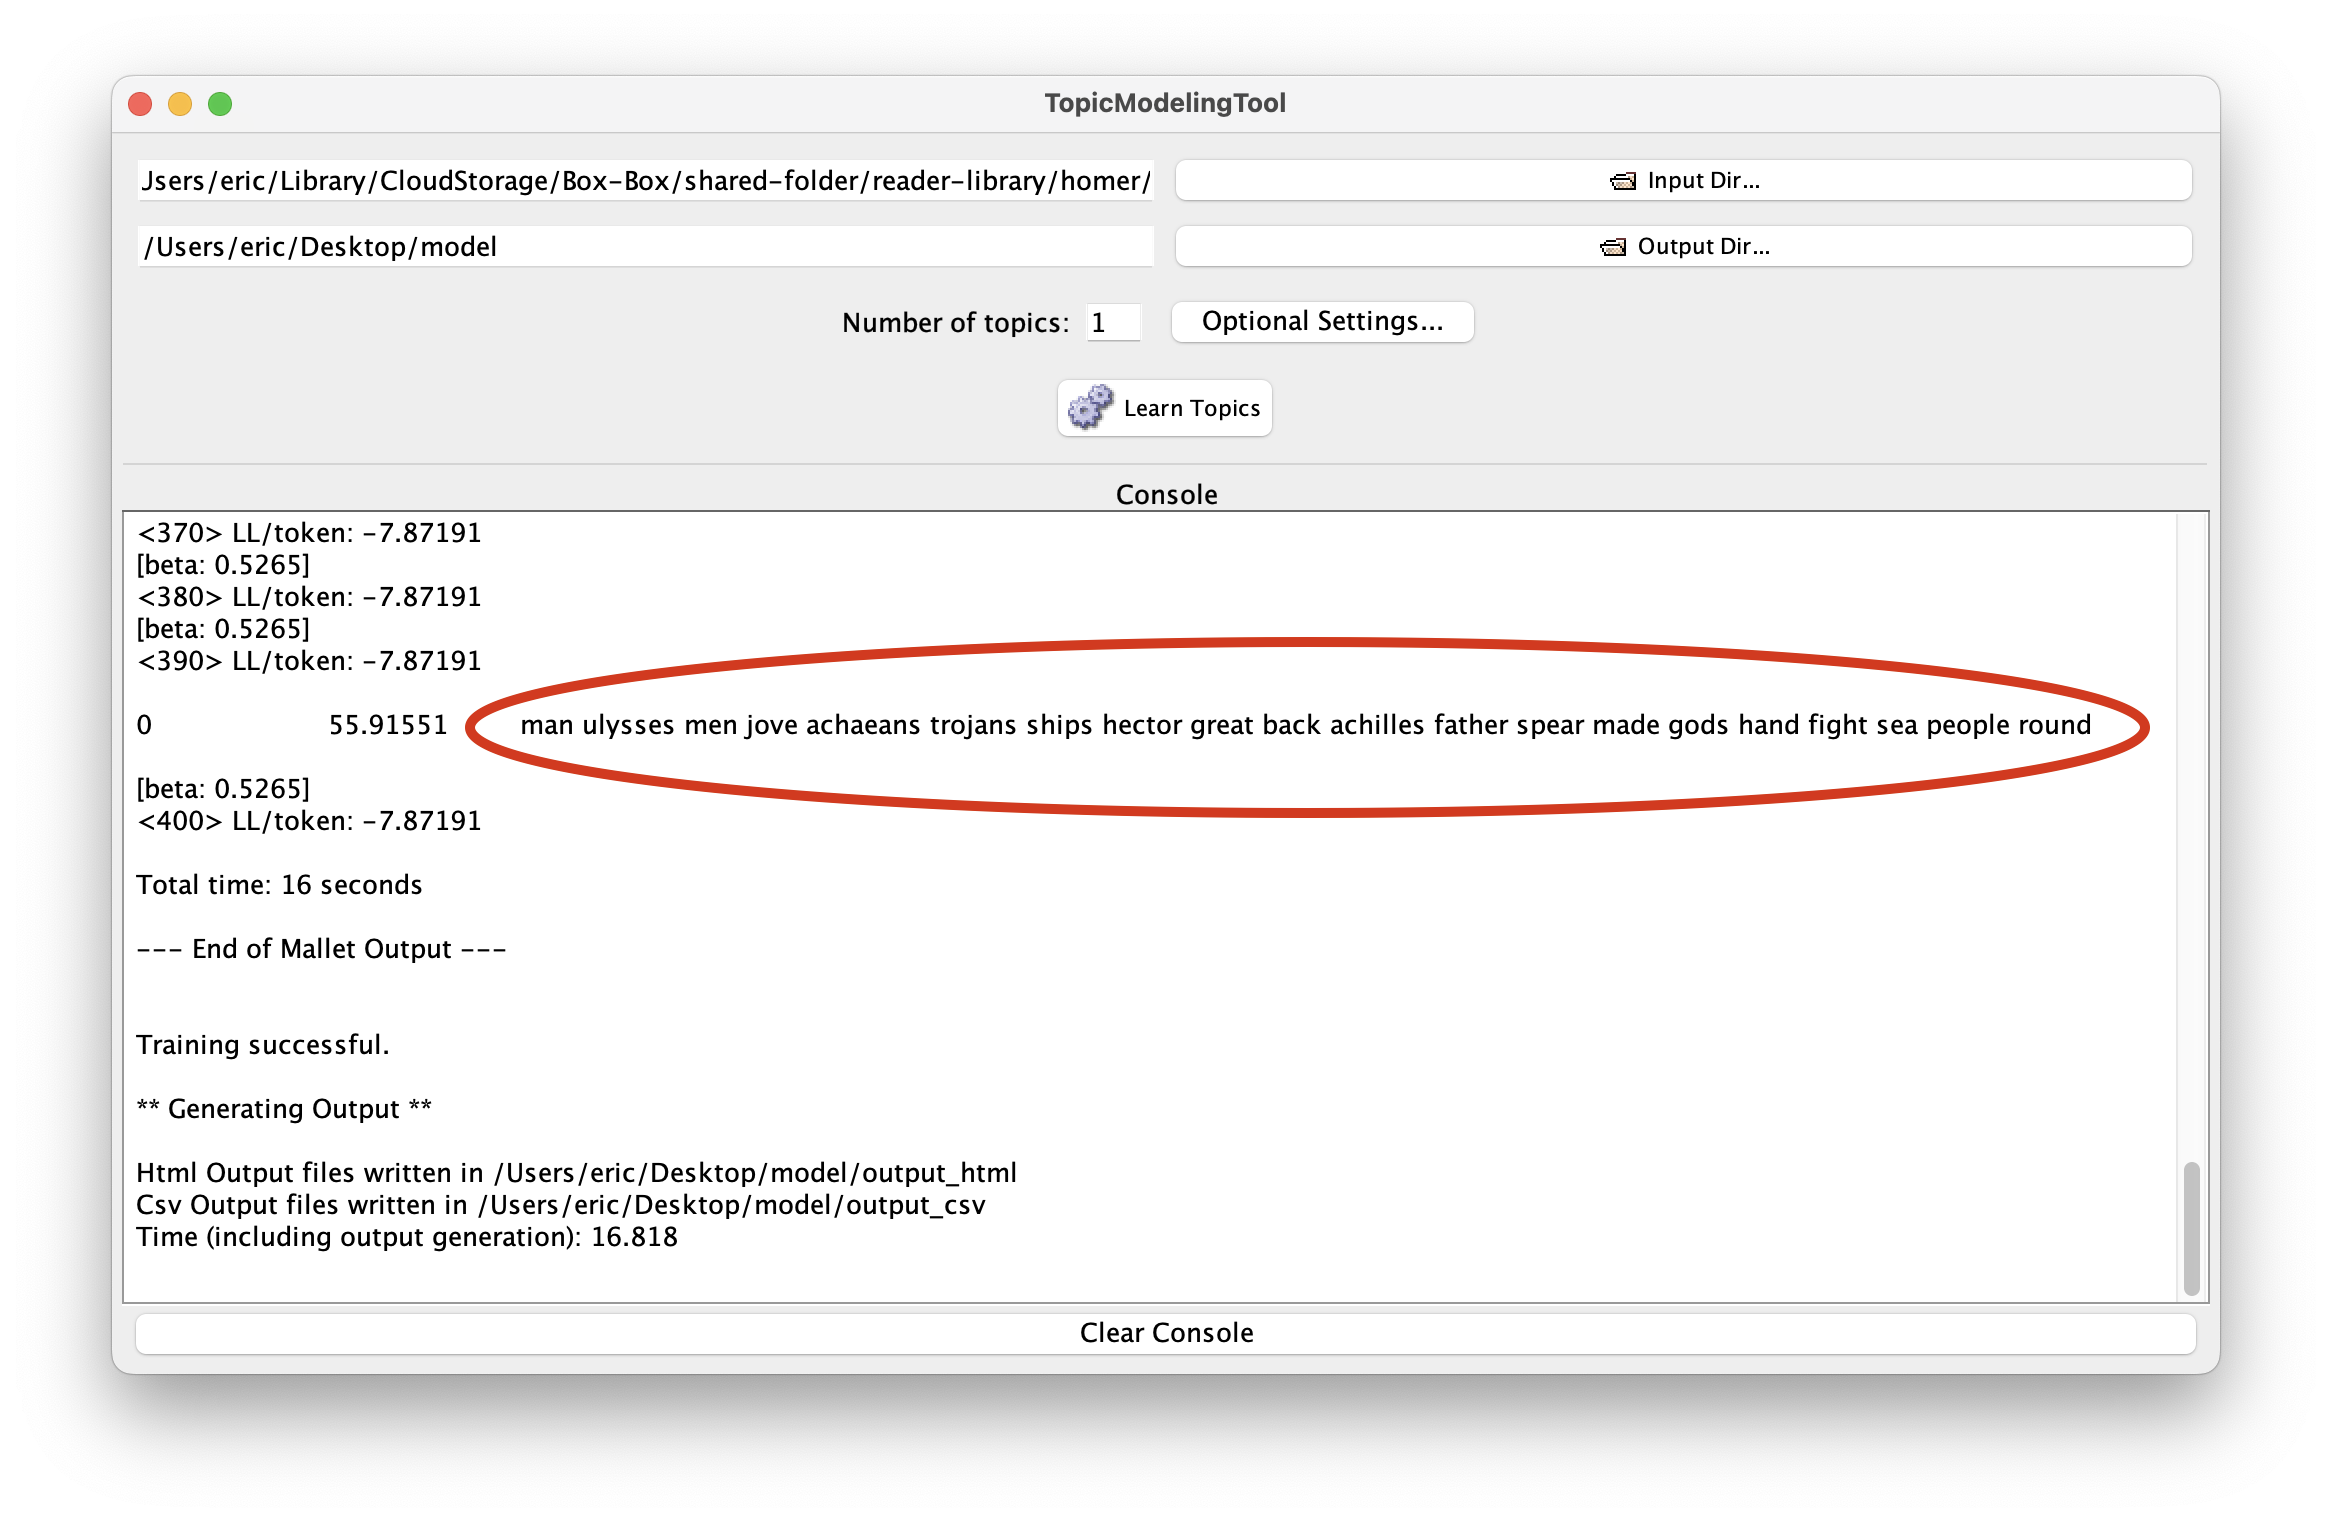 TopicModelingTool
Jsers/eric/Library/CloudStorage/Box-Box/shared-folder/reader-library/homer/
Input Dir...
/Users/eric/Desktop/model
Output Dir...
Number of topics: 1
Optional Settings...
Learn Topics
Console
<370> LL/token: -7.87191
[beta: 0.5265]
<380> LL/token: -7.87191
[beta: 0.5265]
<390> LL/token: -7.87191
0 55.91551 man ulysses men jove achaeans trojans ships hector great back achilles father spear made gods hand fight sea people round
[beta: 0.5265]
<400> LL/token: -7.87191
Total time: 16 seconds
--- End of Mallet Output ---
Training successful.
** Generating Output **
Html Output files written in /Users/eric/Desktop/model/output_html
Csv Output files written in /Users/eric/Desktop/model/output_csv
Time (including output generation): 16.818
Clear Console